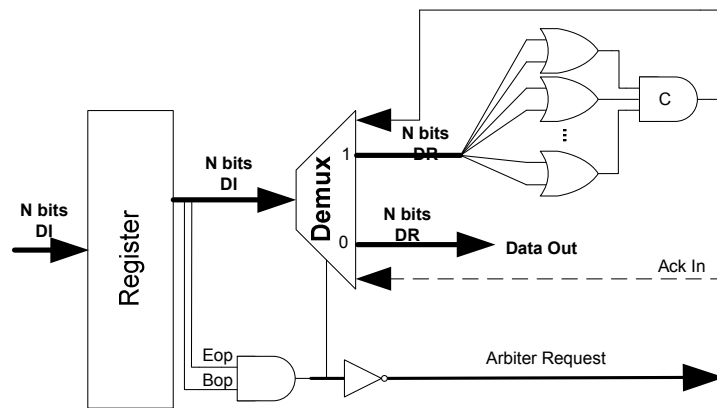 N bits
DI
Register
N bits
DI
Demux
1
0
N bits
DR
N bits
DR
Data Out
C
...
Ack In
Eop
Bop
Arbiter Request